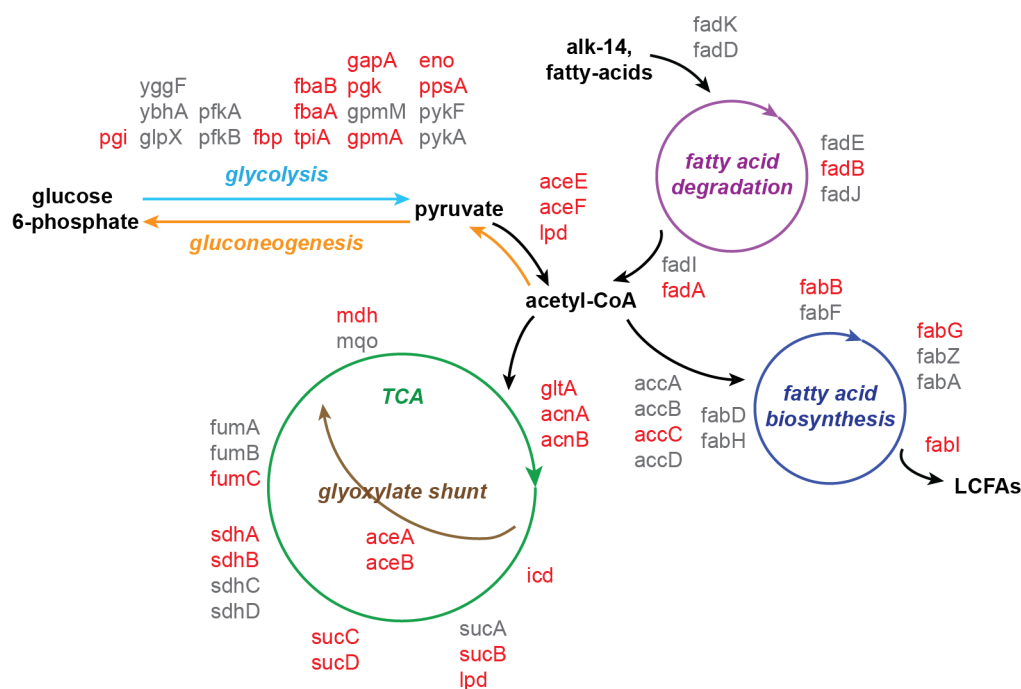 fadK
fadD
alk-14,
fatty-acids
gapA eno
yggF fbaB pgk ppsA
ybhA pfkA fbaA gpmM pykF
pgi glpX pfkB fbp tpiA gpmA pykA
fadE
fadB
fadJ
fatty acid
degradation
glycolysis
glucose
6-phosphate
pyruvate
gluconeogenesis
aceE
aceF
lpd
fadI
fadA
acetyl-CoA
fabB
fabF
mdh
mqo
fabG
fabZ
fabA
TCA
gltA
acnA
acnB
accA
accB
accC
accD
fabD
fabH
fatty acid
biosynthesis
fabI
LCFAs
fumA
fumB
fumC
glyoxylate shunt
aceA
aceB
sdhA
sdhB
sdhC
sdhD
icd
sucC
sucD
sucA
sucB
lpd